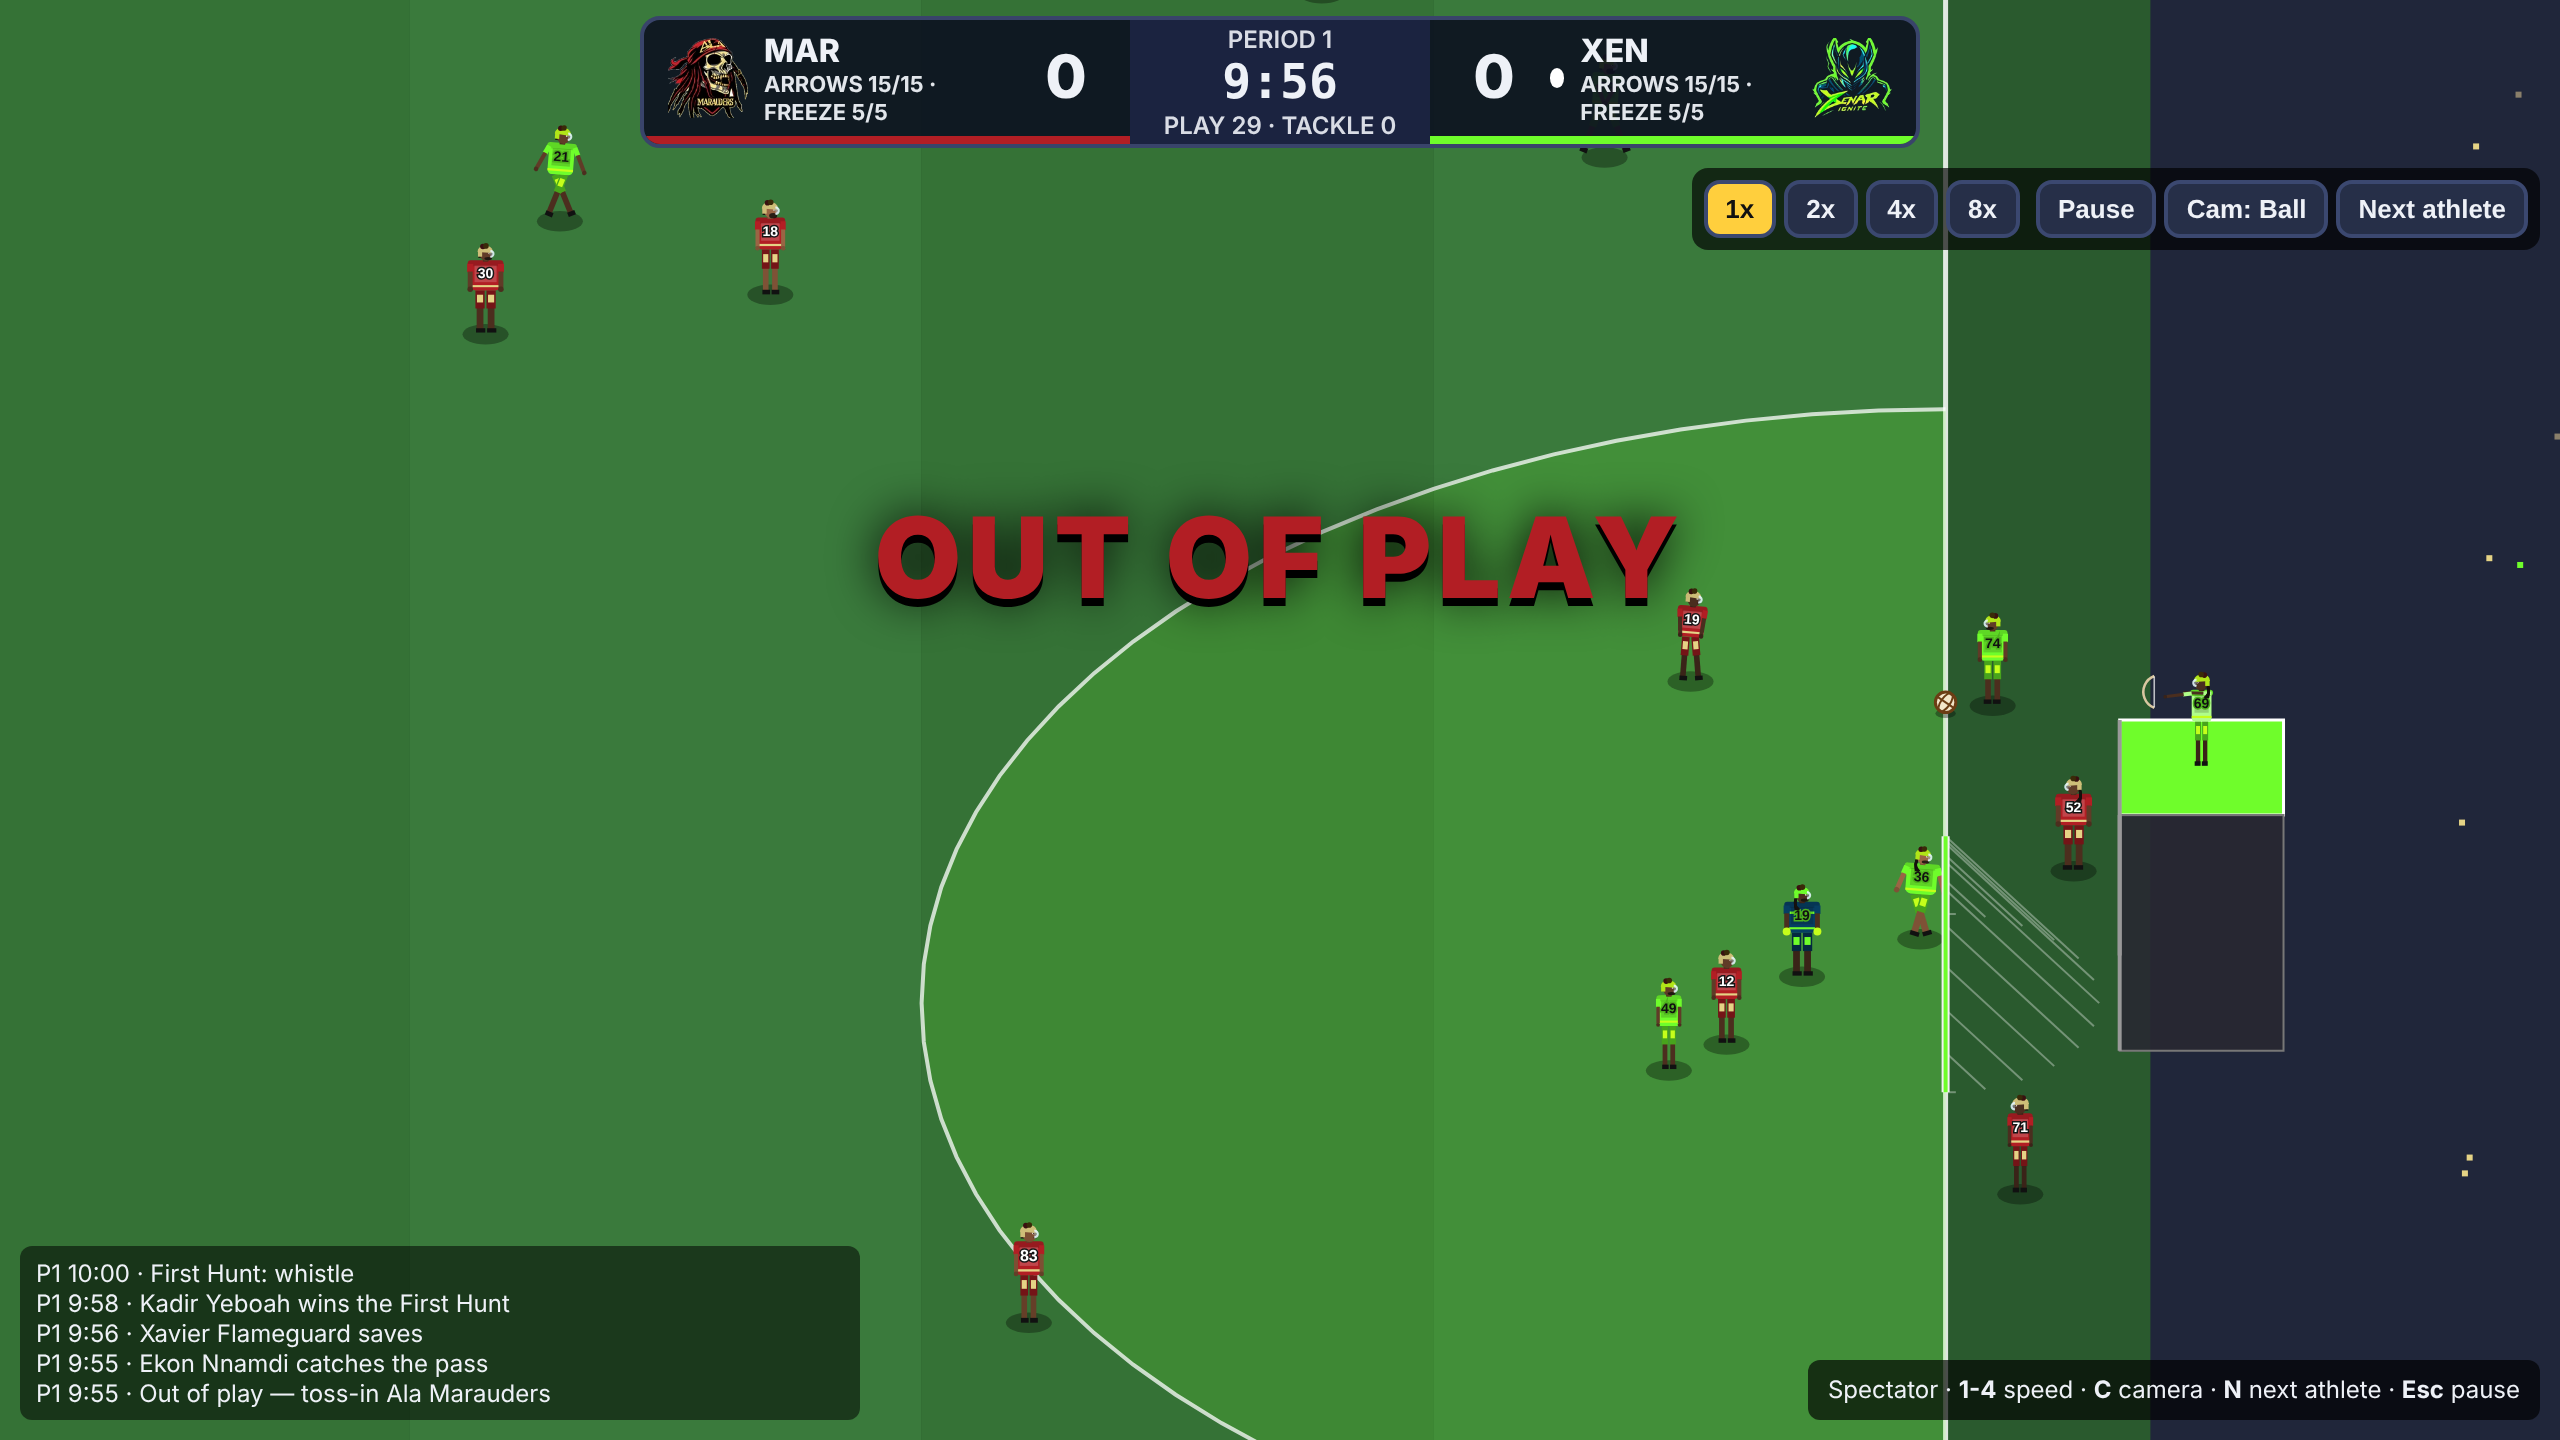 MAR
ARROWS 15/15 ·
FREEZE 5/5
0
ALA
MARAUDERS
PERIOD 1
9:56
PLAY 29 · TACKLE 0
0
XEN
ARROWS 15/15 ·
FREEZE 5/5
XENAR
IGNITE
1x
2x
4x
8x
Pause
Cam: Ball
Next athlete
21
18
30
OUT OF PLAY
19
74
69
52
36
19
12
49
71
83
P1 10:00 · First Hunt: whistle
P1 9:58 · Kadir Yeboah wins the First Hunt
P1 9:56 · Xavier Flameguard saves
P1 9:55 · Ekon Nnamdi catches the pass
P1 9:55 · Out of play — toss-in Ala Marauders
Spectator · 1-4 speed · C camera · N next athlete · Esc pause